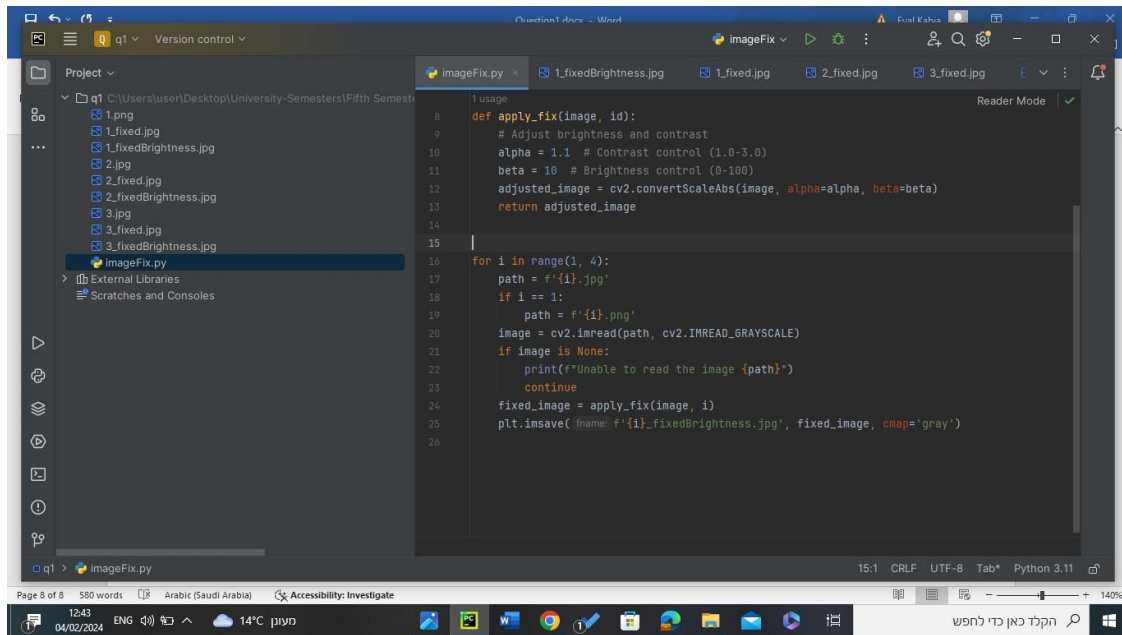 Question1.docx - Word
Eyal Kahia
PC
q1
Version control
imageFix
Project
imageFix.py
1_fixedBrightness.jpg
1_fixed.jpg
2_fixed.jpg
3_fixed.jpg
q1 C:\Users\user\Desktop\University-Semesters\Fifth Semeste
1.png
1_fixed.jpg
1_fixedBrightness.jpg
2.jpg
2_fixed.jpg
2_fixedBrightness.jpg
3.jpg
3_fixed.jpg
3_fixedBrightness.jpg
imageFix.py
External Libraries
Scratches and Consoles
1 usage
Reader Mode
8 def apply_fix(image, id):
9 # Adjust brightness and contrast
10 alpha = 1.1 # Contrast control (1.0-3.0)
11 beta = 10 # Brightness control (0-100)
12 adjusted_image = cv2.convertScaleAbs(image, alpha=alpha, beta=beta)
13 return adjusted_image
14
15
16 for i in range(1, 4):
17 path = f'{i}.jpg'
18 if i == 1:
19 path = f'{i}.png'
20 image = cv2.imread(path, cv2.IMREAD_GRAYSCALE)
21 if image is None:
22 print(f"Unable to read the image {path}")
23 continue
24 fixed_image = apply_fix(image, i)
25 plt.imsave( fname: f'{i}_fixedBrightness.jpg', fixed_image, cmap='gray')
26
q1 > imageFix.py
15:1 CRLF UTF-8 Tab* Python 3.11
Page 8 of 8 580 words Arabic (Saudi Arabia) Accessibility: Investigate
140%
12:43
04/02/2024
ENG
14°C מעונן
הקלד כאן כדי לחפש